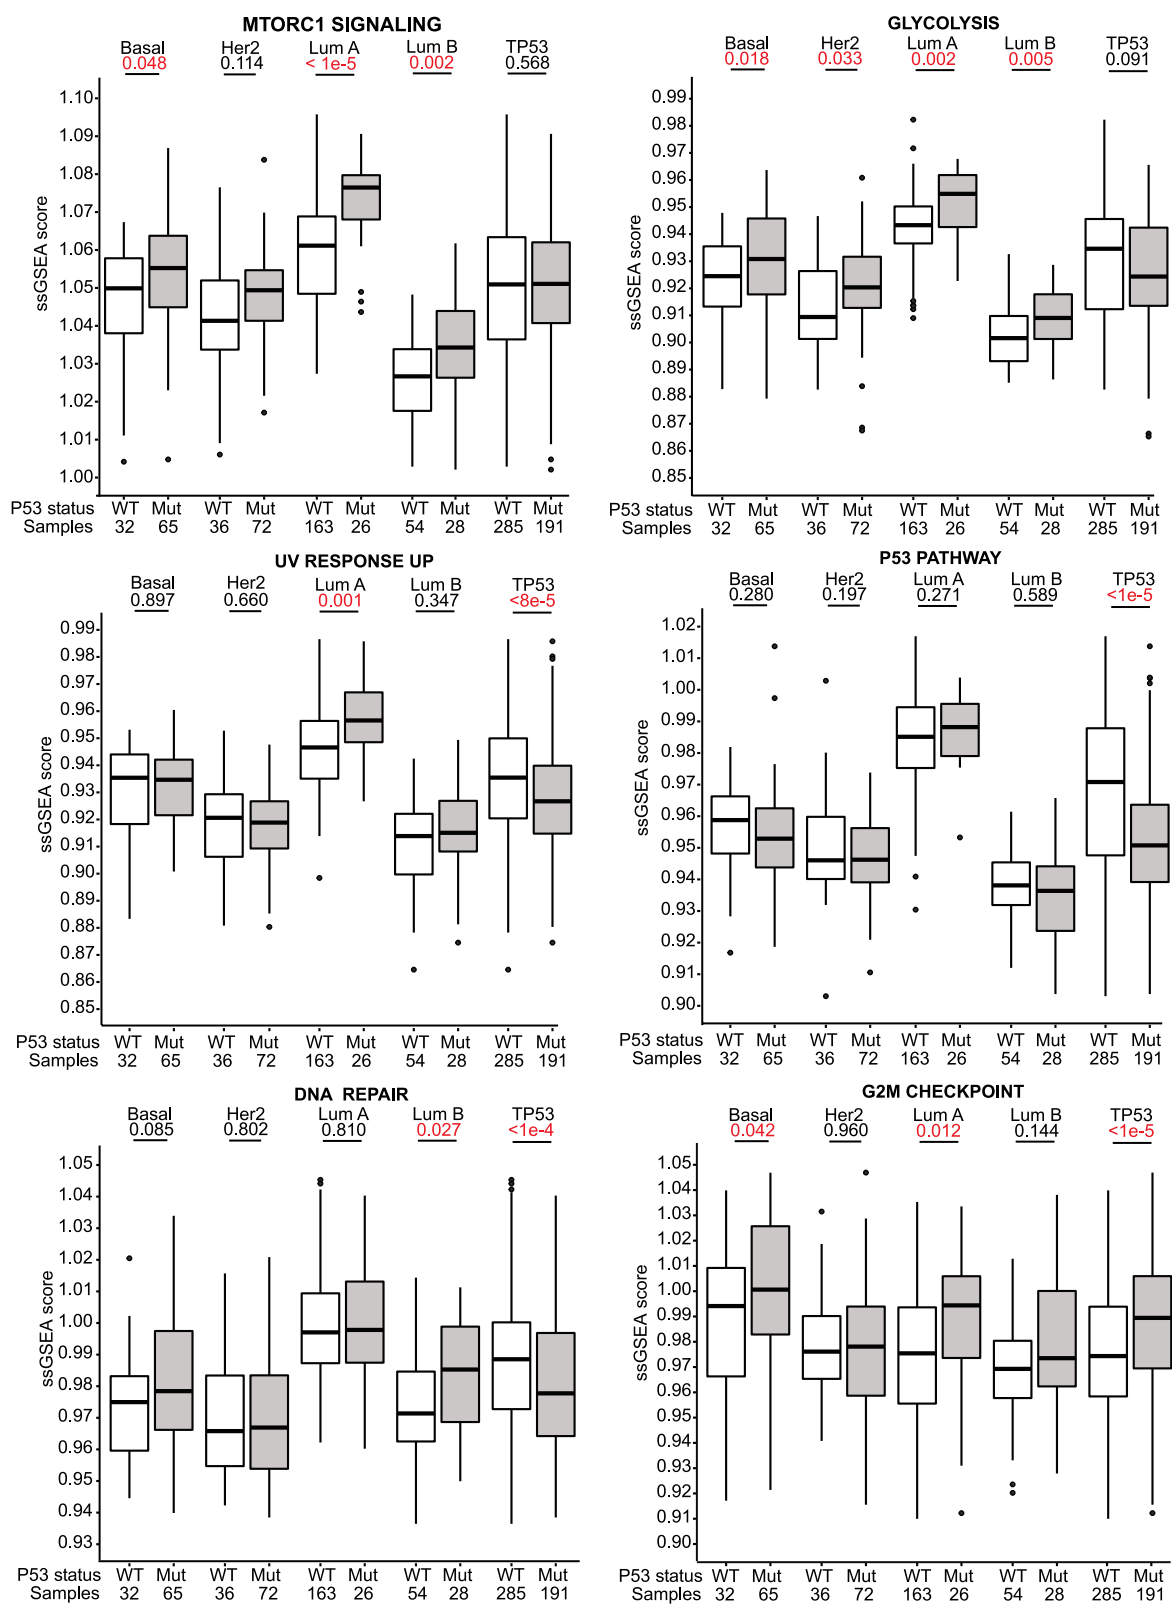 MTORC1 SIGNALING
Basal Her2 Lum A Lum B TP53
0.048 0.114 < 1e-5 0.002 0.568
ssGSEA score
1.10
1.09
1.08
1.07
1.06
1.05
1.04
1.03
1.02
1.01
1.00
P53 status WT Mut WT Mut WT Mut WT Mut WT Mut
Samples 32 65 36 72 163 26 54 28 285 191
GLYCOLYSIS
Basal Her2 Lum A Lum B TP53
0.018 0.033 0.002 0.005 0.091
ssGSEA score
0.99
0.98
0.97
0.96
0.95
0.94
0.93
0.92
0.91
0.90
0.89
0.88
0.87
0.86
0.85
P53 status WT Mut WT Mut WT Mut WT Mut WT Mut
Samples 32 65 36 72 163 26 54 28 285 191
UV RESPONSE UP
Basal Her2 Lum A Lum B TP53
0.897 0.660 0.001 0.347 <8e-5
ssGSEA score
0.99
0.98
0.97
0.96
0.95
0.94
0.93
0.92
0.91
0.90
0.89
0.88
0.87
0.86
0.85
P53 status WT Mut WT Mut WT Mut WT Mut WT Mut
Samples 32 65 36 72 163 26 54 28 285 191
P53 PATHWAY
Basal Her2 Lum A Lum B TP53
0.280 0.197 0.271 0.589 <1e-5
ssGSEA score
1.02
1.01
1.00
0.99
0.98
0.97
0.96
0.95
0.94
0.93
0.92
0.91
0.90
P53 status WT Mut WT Mut WT Mut WT Mut WT Mut
Samples 32 65 36 72 163 26 54 28 285 191
DNA REPAIR
Basal Her2 Lum A Lum B TP53
0.085 0.802 0.810 0.027 <1e-4
ssGSEA score
1.05
1.04
1.03
1.02
1.01
1.00
0.99
0.98
0.97
0.96
0.95
0.94
0.93
P53 status WT Mut WT Mut WT Mut WT Mut WT Mut
Samples 32 65 36 72 163 26 54 28 285 191
G2M CHECKPOINT
Basal Her2 Lum A Lum B TP53
0.042 0.960 0.012 0.144 <1e-5
ssGSEA score
1.05
1.04
1.03
1.02
1.01
1.00
0.99
0.98
0.97
0.96
0.95
0.94
0.93
0.92
0.91
0.90
P53 status WT Mut WT Mut WT Mut WT Mut WT Mut
Samples 32 65 36 72 163 26 54 28 285 191